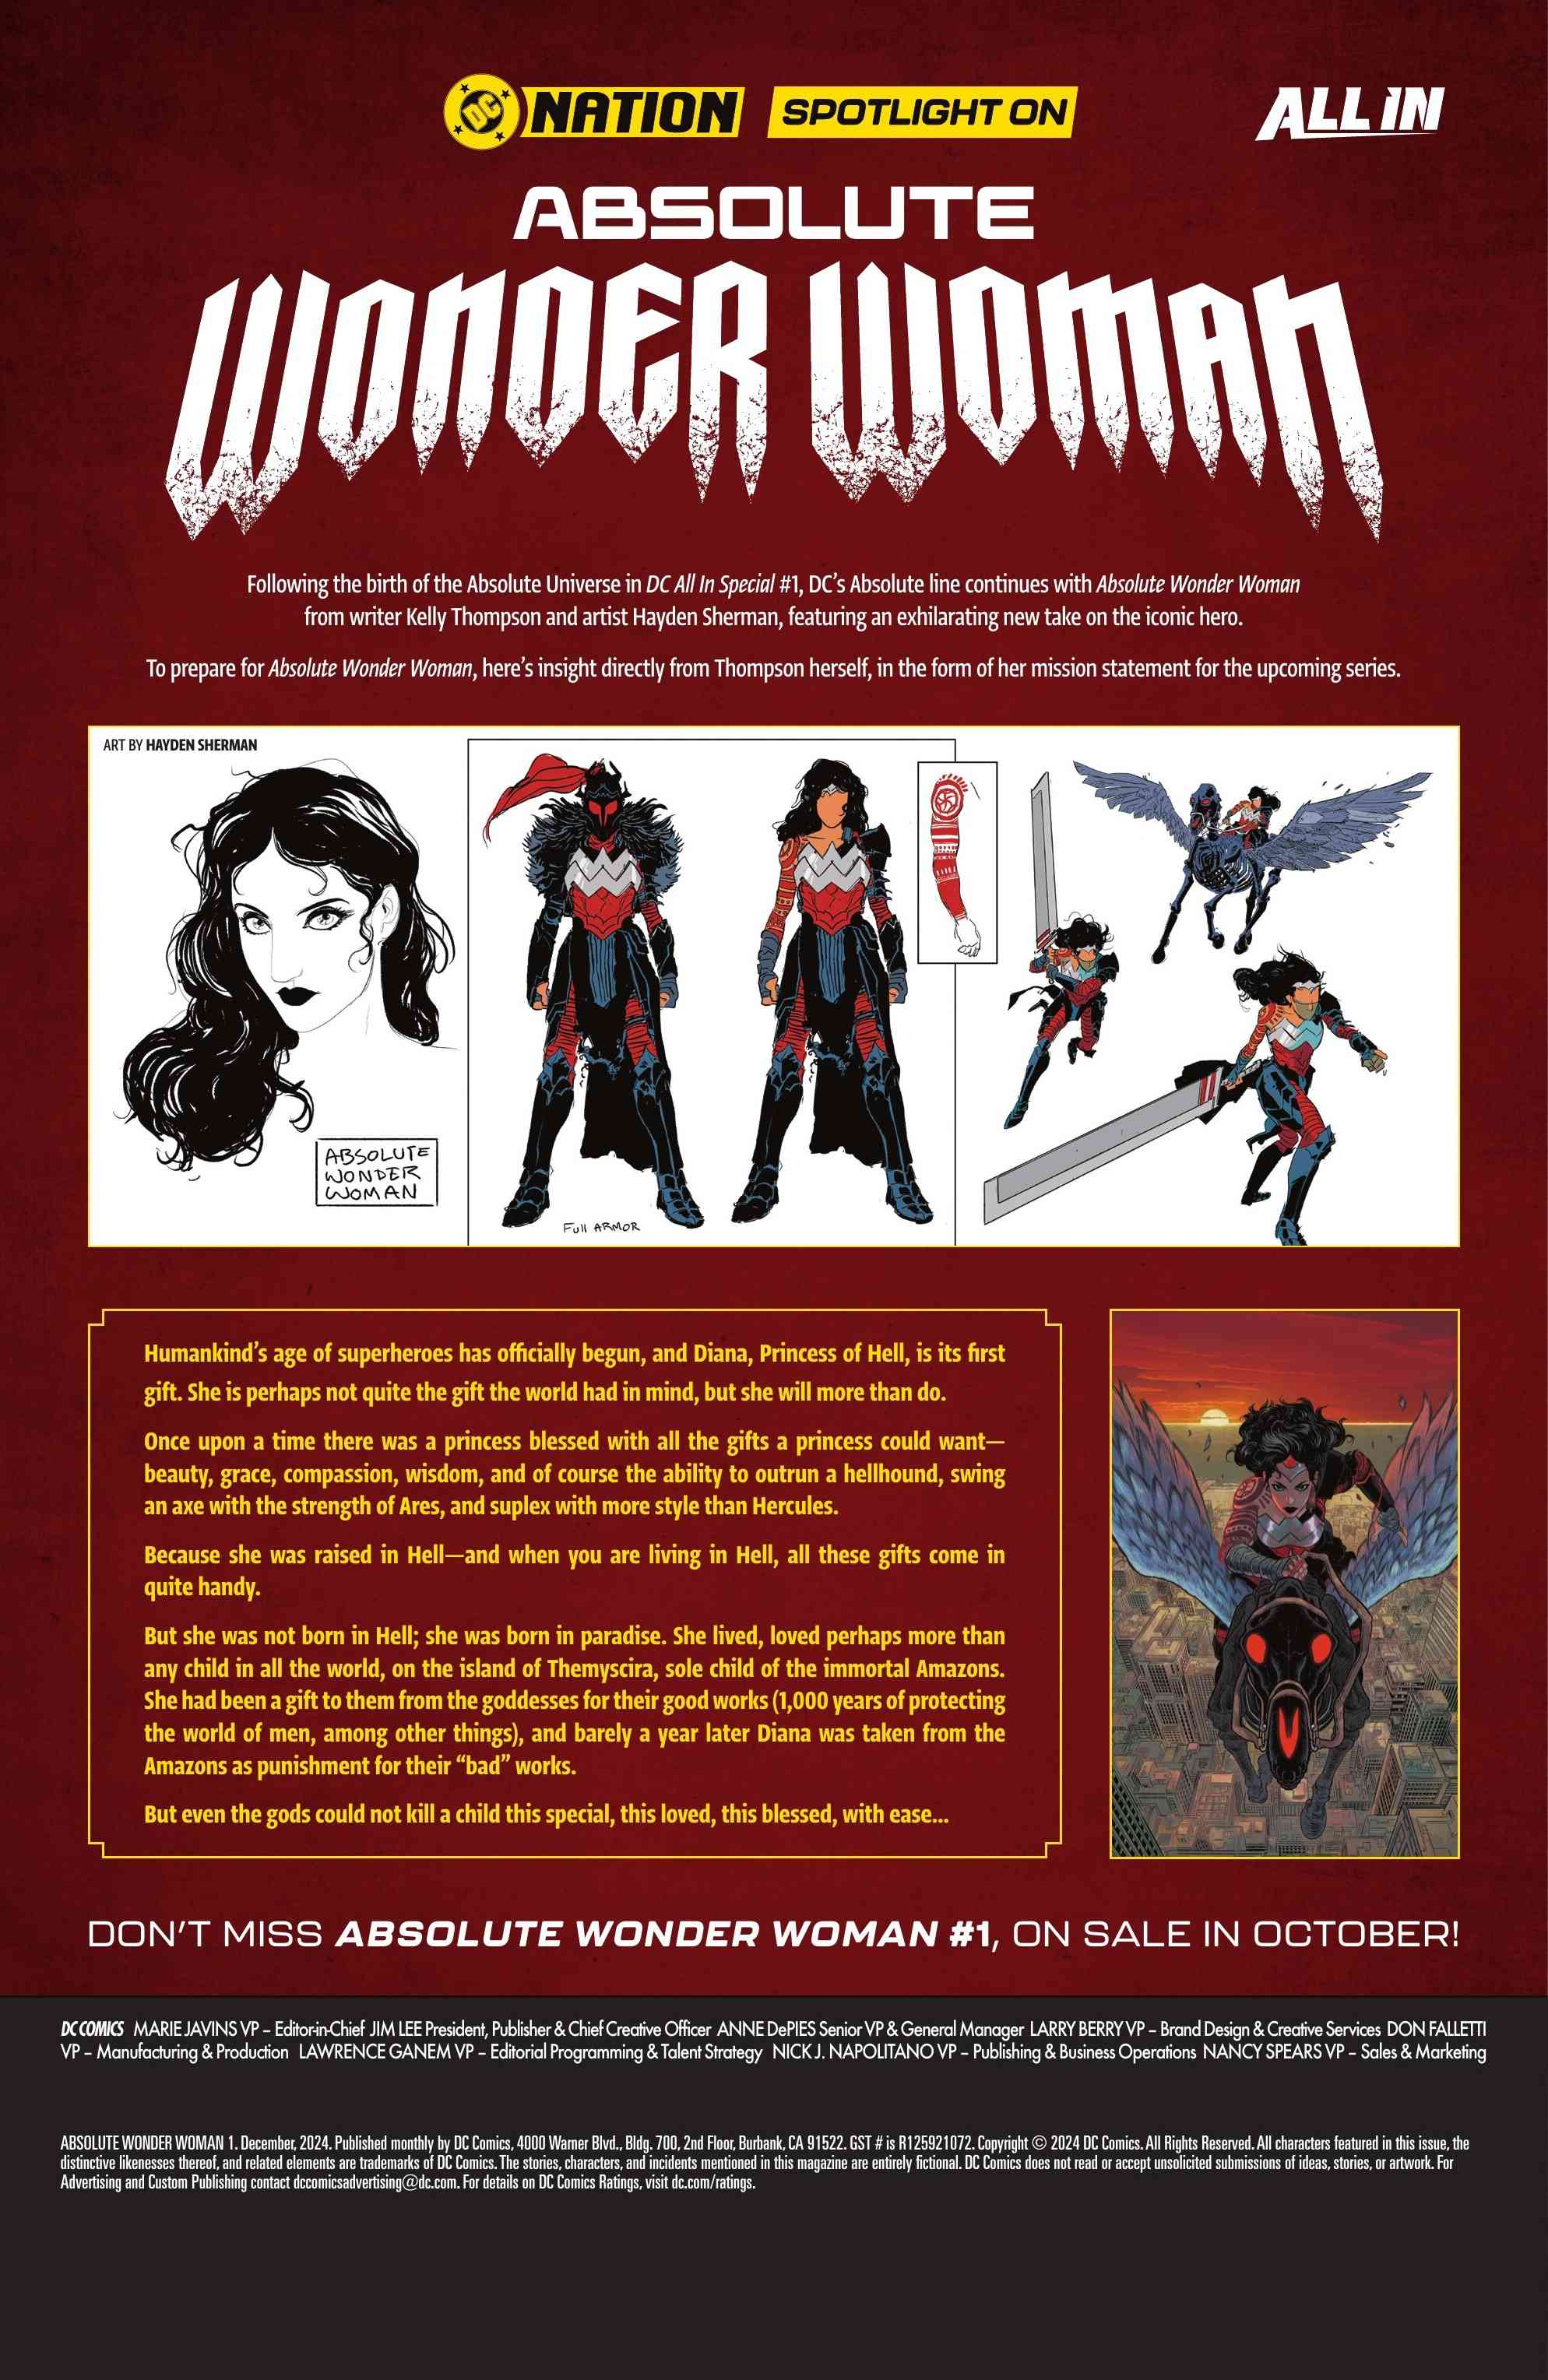 DC NATION SPOTLIGHT ON
ALL IN
ABSOLUTE
WONDER WOMAN
Following the birth of the Absolute Universe in DC All In Special #1, DC's Absolute line continues with Absolute Wonder Woman
from writer Kelly Thompson and artist Hayden Sherman, featuring an exhilarating new take on the iconic hero.
To prepare for Absolute Wonder Woman, here's insight directly from Thompson herself, in the form of her mission statement for the upcoming series.
ART BY HAYDEN SHERMAN
ABSOLUTE
WONDER
WOMAN
FUll ARMOR
Humankind's age of superheroes has officially begun, and Diana, Princess of Hell, is its first
gift. She is perhaps not quite the gift the world had in mind, but she will more than do.
Once upon a time there was a princess blessed with all the gifts a princess could want—
beauty, grace, compassion, wisdom, and of course the ability to outrun a hellhound, swing
an axe with the strength of Ares, and suplex with more style than Hercules.
Because she was raised in Hell—and when you are living in Hell, all these gifts come in
quite handy.
But she was not born in Hell; she was born in paradise. She lived, loved perhaps more than
any child in all the world, on the island of Themyscira, sole child of the immortal Amazons.
She had been a gift to them from the goddesses for their good works (1,000 years of protecting
the world of men, among other things), and barely a year later Diana was taken from the
Amazons as punishment for their “bad” works.
But even the gods could not kill a child this special, this loved, this blessed, with ease...
DON'T MISS ABSOLUTE WONDER WOMAN #1, ON SALE IN OCTOBER!
DC COMICS MARIE JAVINS VP – Editor-in-Chief JIM LEE President, Publisher & Chief Creative Officer ANNE DePIES Senior VP & General Manager LARRY BERRY VP – Brand Design & Creative Services DON FALLETTI
VP – Manufacturing & Production LAWRENCE GANEM VP – Editorial Programming & Talent Strategy NICK J. NAPOLITANO VP – Publishing & Business Operations NANCY SPEARS VP – Sales & Marketing
ABSOLUTE WONDER WOMAN 1. December, 2024. Published monthly by DC Comics, 4000 Warner Blvd., Bldg. 700, 2nd Floor, Burbank, CA 91522. GST # is R125921072. Copyright © 2024 DC Comics. All Rights Reserved. All characters featured in this issue, the
distinctive likenesses thereof, and related elements are trademarks of DC Comics. The stories, characters, and incidents mentioned in this magazine are entirely fictional. DC Comics does not read or accept unsolicited submissions of ideas, stories, or artwork. For
Advertising and Custom Publishing contact dccomicsadvertising@dc.com. For details on DC Comics Ratings, visit dc.com/ratings.